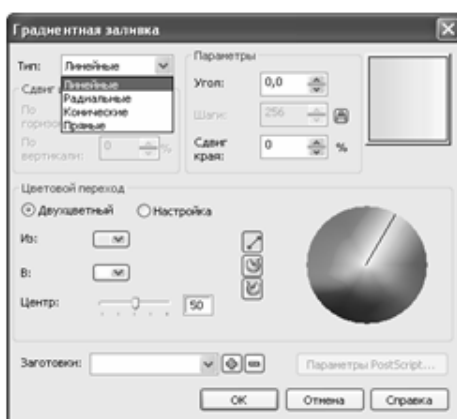 Градиентная заливка
Тип: Линейные
Линейные
Радиальные
Конические
Прямые
Сдвиг
По
По вертикали: 0 %
Параметры
Угол: 0,0
Шаги: 256
Сдвиг края: 0 %
Цветовой переход
Двухцветный Настройка
Из:
В:
Центр: 50
Заготовки:
Параметры PostScript...
OK Отмена Справка